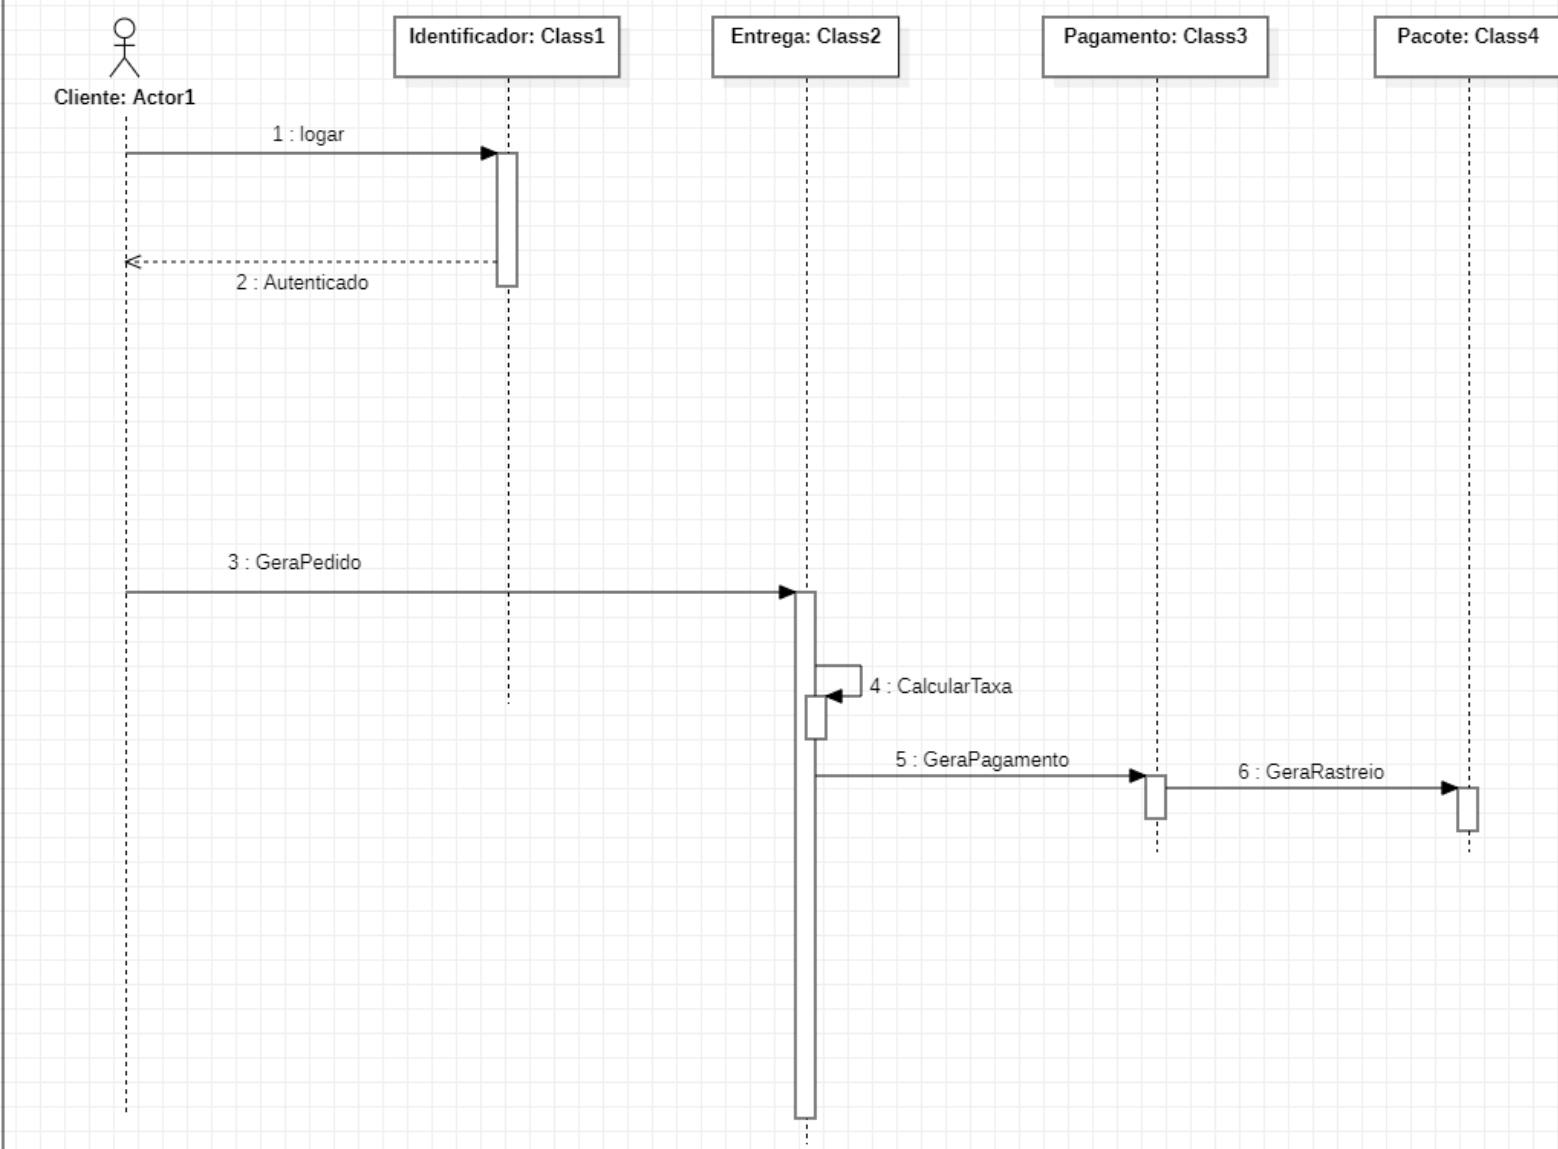 Identificador: Class1
Entrega: Class2
Pagamento: Class3
Pacote: Class4
Cliente: Actor1
1 : logar
2 : Autenticado
3 : GeraPedido
4 : CalcularTaxa
5 : GeraPagamento
6 : GeraRastreio